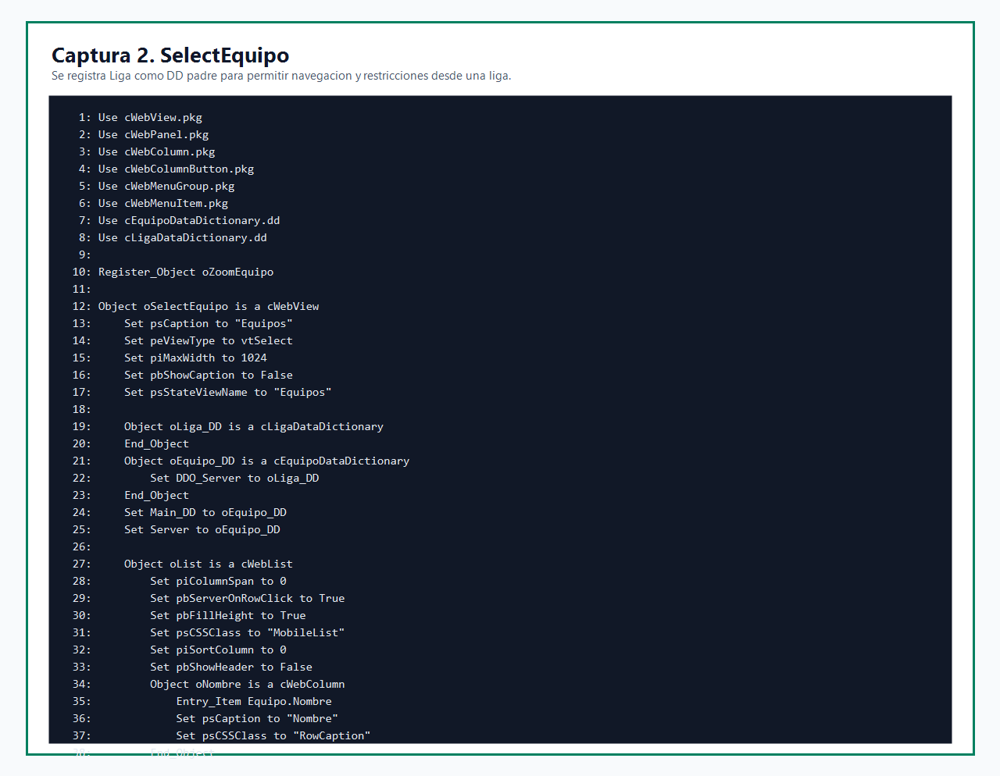 Captura 2. SelectEquipo
Se registra Liga como DD padre para permitir navegacion y restricciones desde una liga.
1: Use cWebView.pkg
2: Use cWebPanel.pkg
3: Use cWebColumn.pkg
4: Use cWebColumnButton.pkg
5: Use cWebMenuGroup.pkg
6: Use cWebMenuItem.pkg
7: Use cEquipoDataDictionary.dd
8: Use cLigaDataDictionary.dd
9:
10: Register_Object oZoomEquipo
11:
12: Object oSelectEquipo is a cWebView
13:     Set psCaption to "Equipos"
14:     Set peViewType to vtSelect
15:     Set piMaxWidth to 1024
16:     Set pbShowCaption to False
17:     Set psStateViewName to "Equipos"
18:
19:     Object oLiga_DD is a cLigaDataDictionary
20:     End_Object
21:     Object oEquipo_DD is a cEquipoDataDictionary
22:         Set DDO_Server to oLiga_DD
23:     End_Object
24:     Set Main_DD to oEquipo_DD
25:     Set Server to oEquipo_DD
26:
27:     Object oList is a cWebList
28:         Set piColumnSpan to 0
29:         Set pbServerOnRowClick to True
30:         Set pbFillHeight to True
31:         Set psCSSClass to "MobileList"
32:         Set piSortColumn to 0
33:         Set pbShowHeader to False
34:         Object oNombre is a cWebColumn
35:             Entry_Item Equipo.Nombre
36:             Set psCaption to "Nombre"
37:             Set psCSSClass to "RowCaption"
38:         End_Object